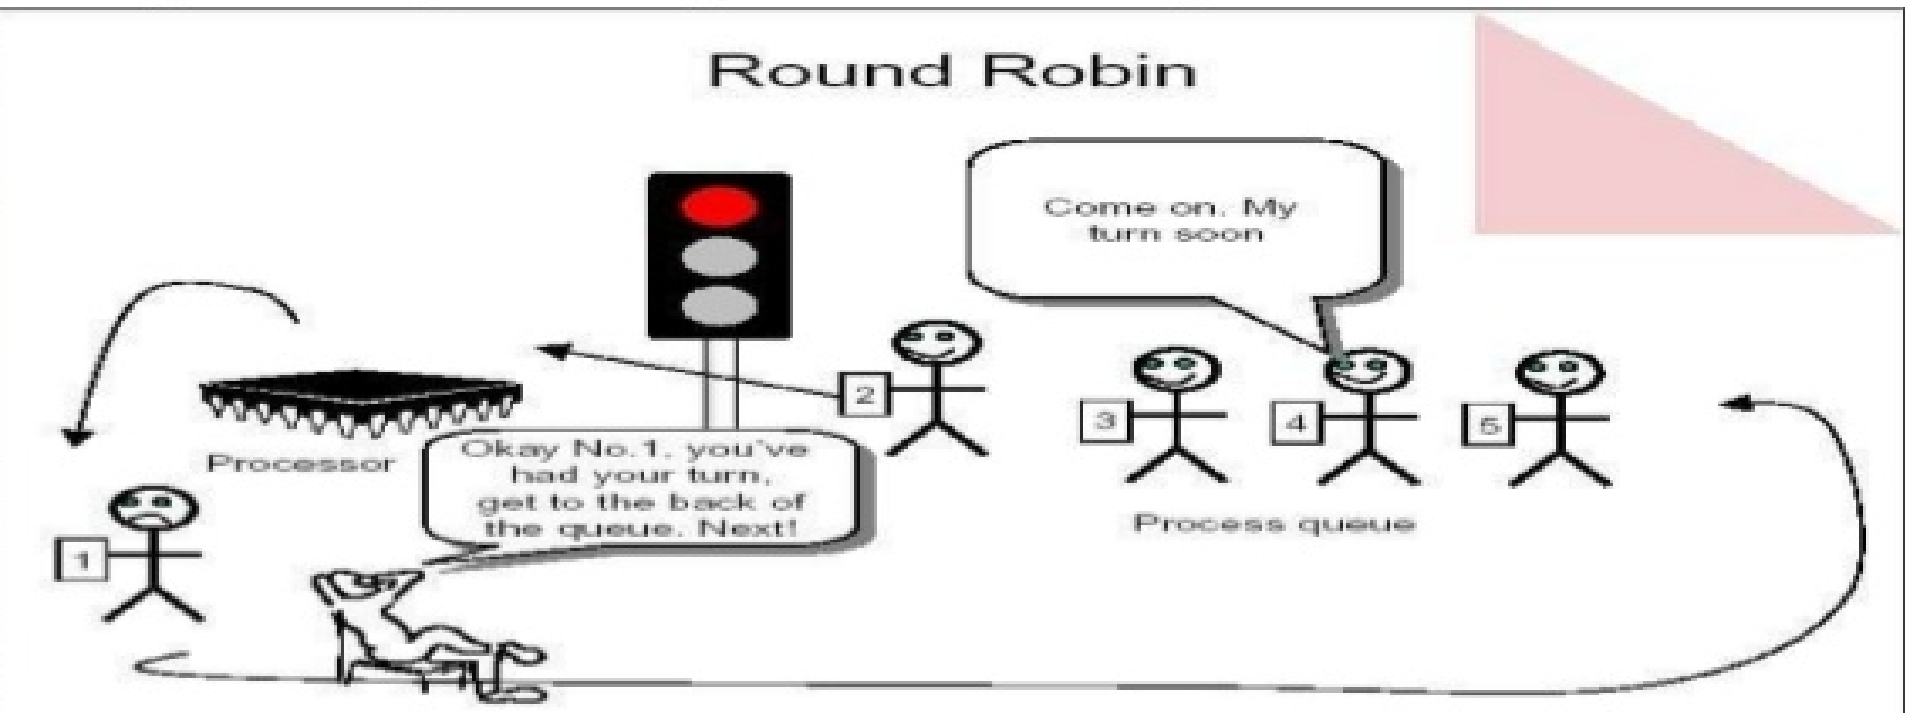 Round Robin
Come on. My
turn soon
2
3
4
5
Processor
Okay No.1, you've
had your turn,
get to the back of
the queue. Next!
Process queue
1